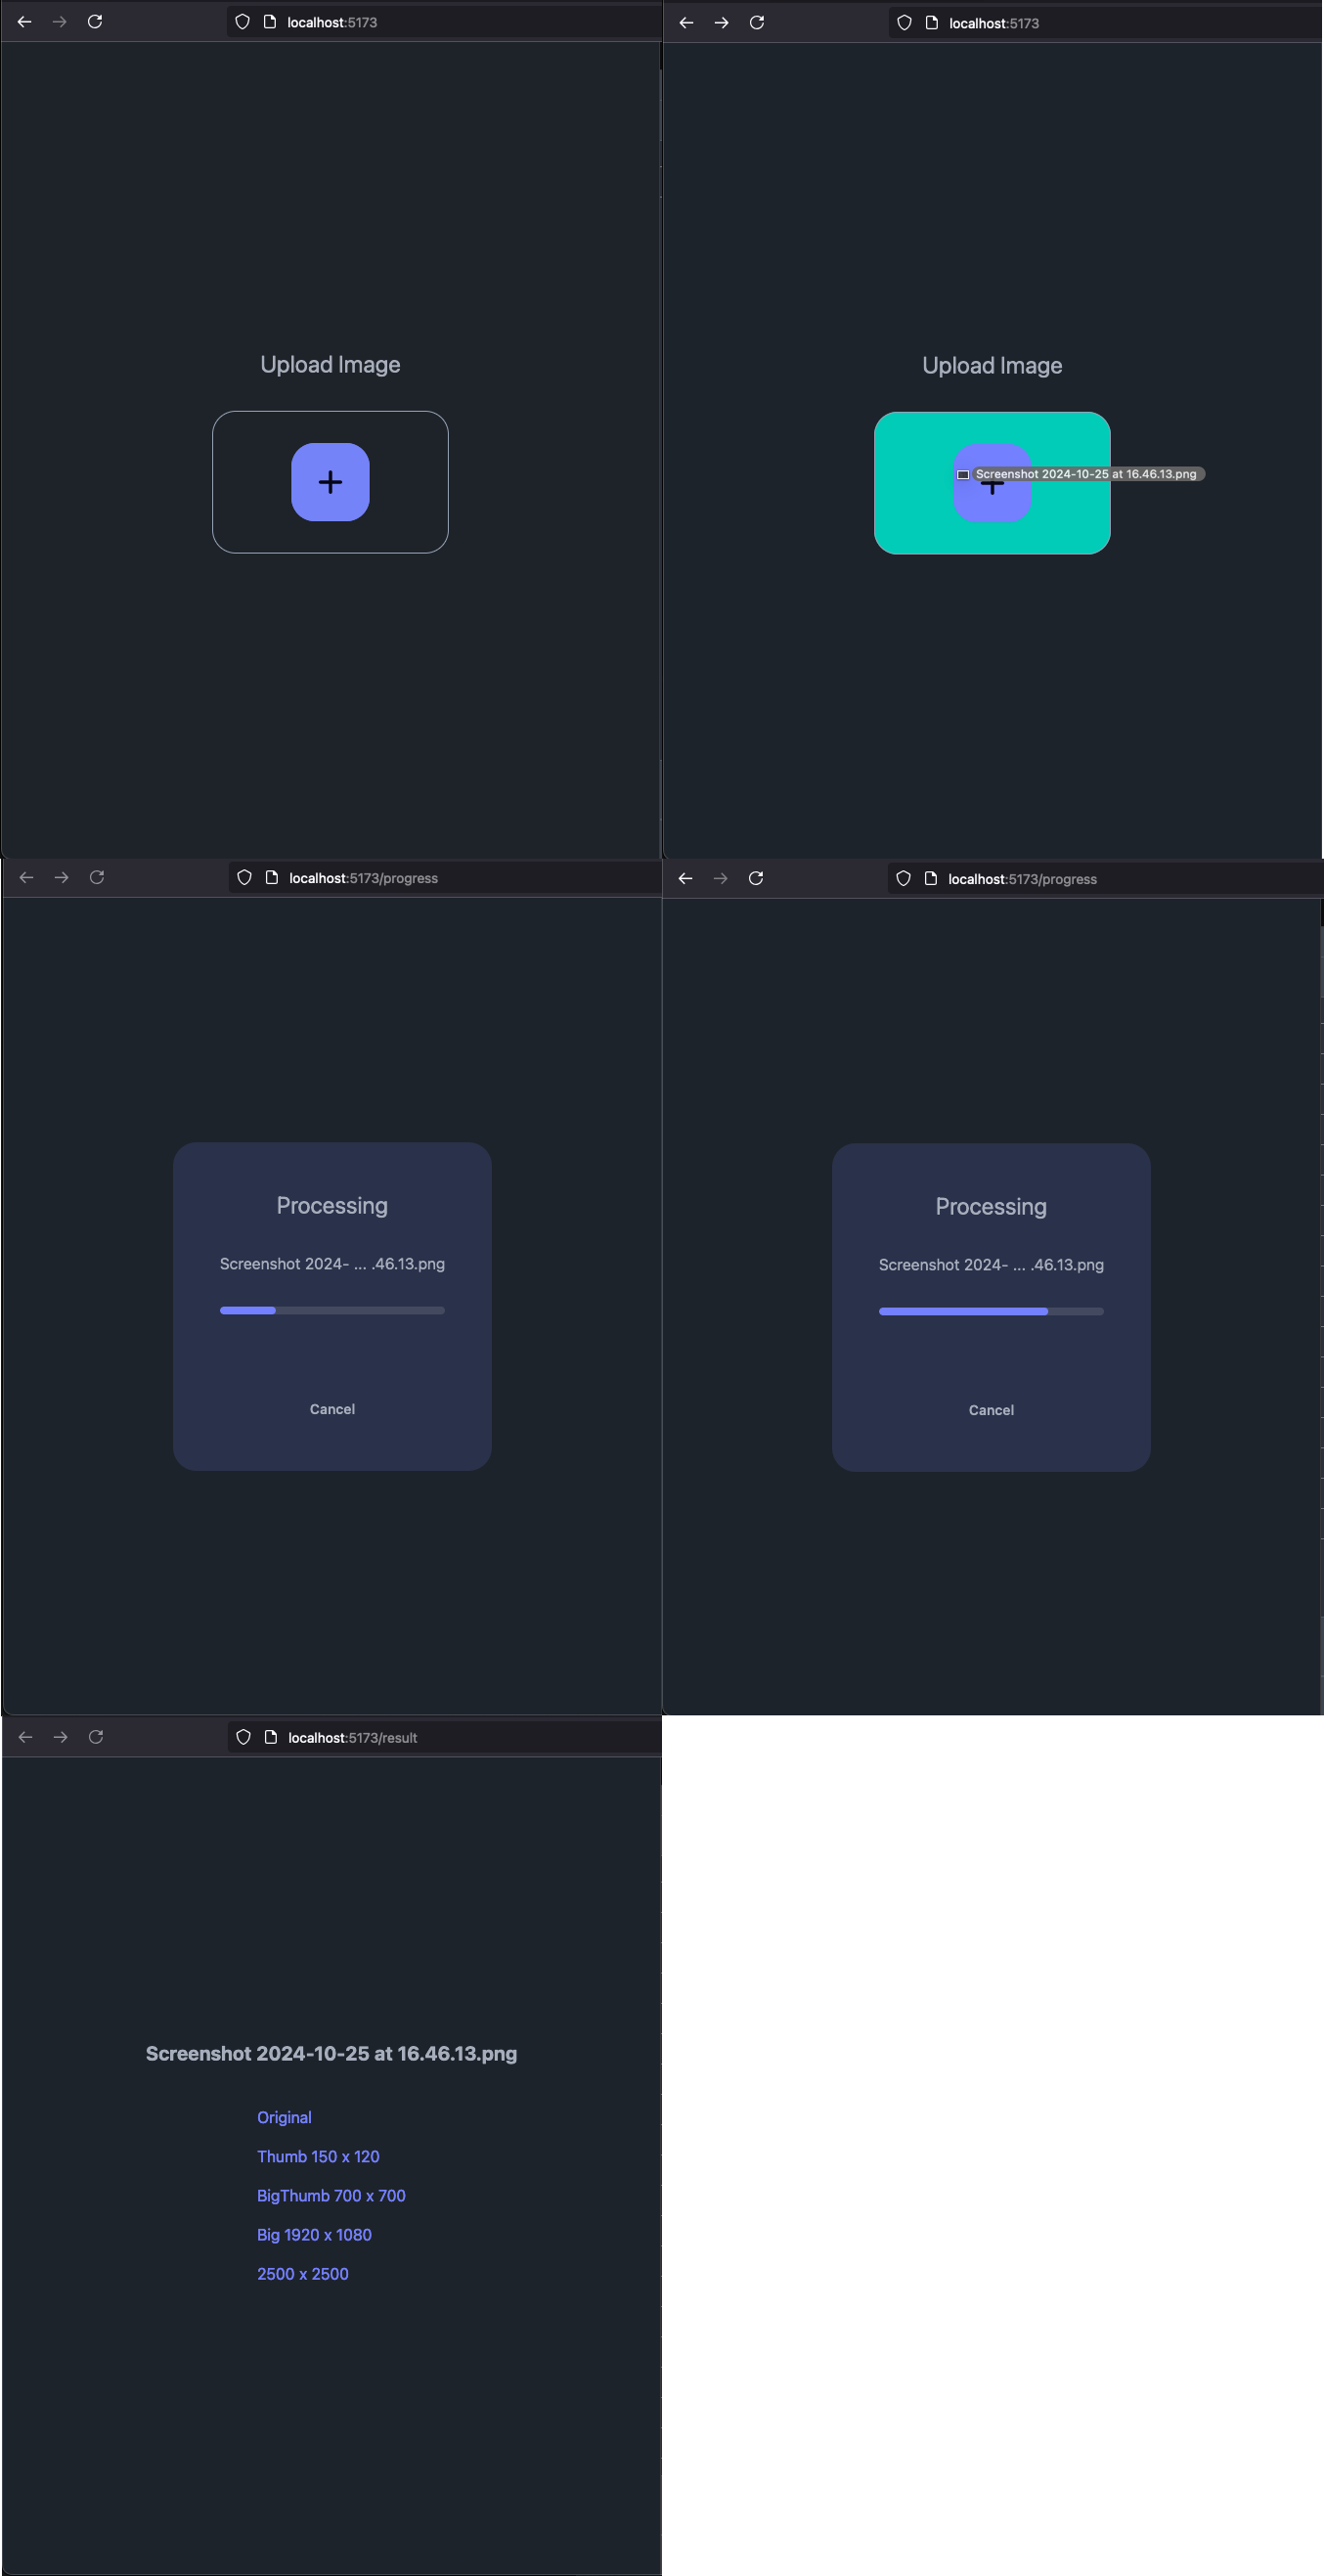 localhost:5173
Upload Image
localhost:5173
Upload Image
Screenshot 2024-10-25 at 16.46.13.png
localhost:5173/progress
Processing
Screenshot 2024- ... .46.13.png
Cancel
localhost:5173/progress
Processing
Screenshot 2024- ... .46.13.png
Cancel
localhost:5173/result
Screenshot 2024-10-25 at 16.46.13.png
Original
Thumb 150 x 120
BigThumb 700 x 700
Big 1920 x 1080
2500 x 2500